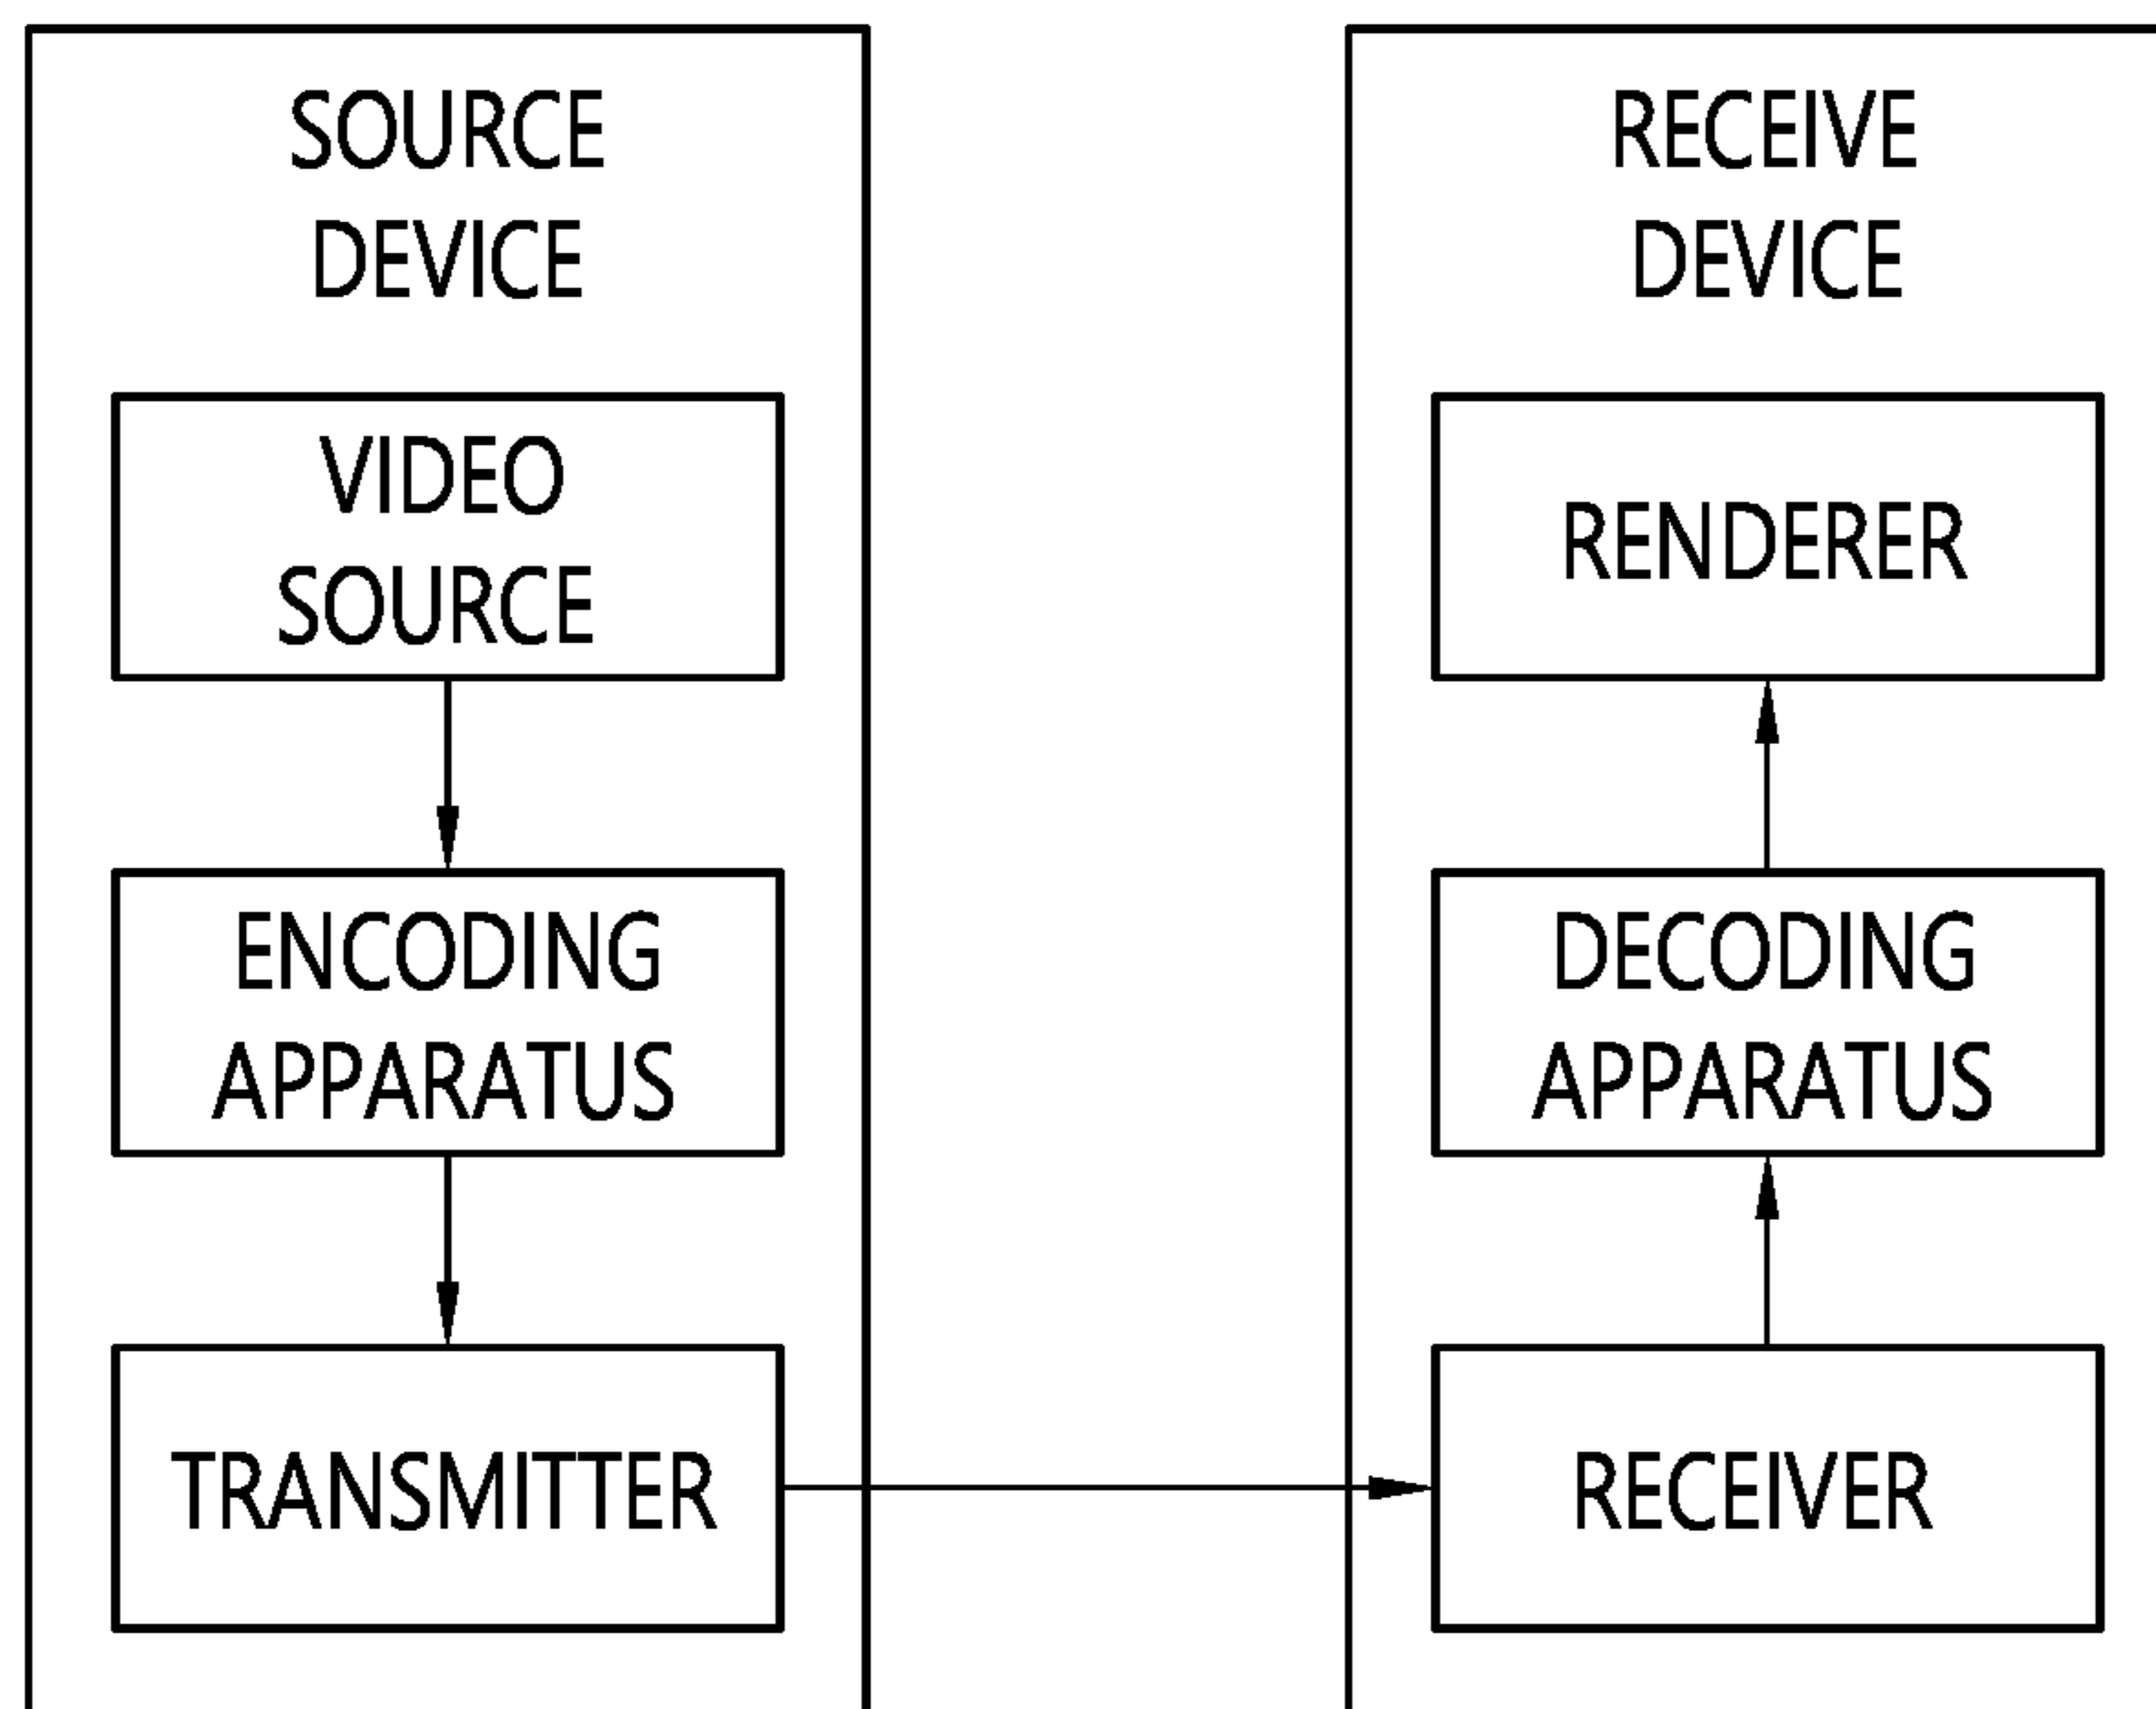 SOURCE
DEVICE
VIDEO
SOURCE
ENCODING
APPARATUS
TRANSMITTER
RECEIVE
DEVICE
RENDERER
DECODING
APPARATUS
RECEIVER